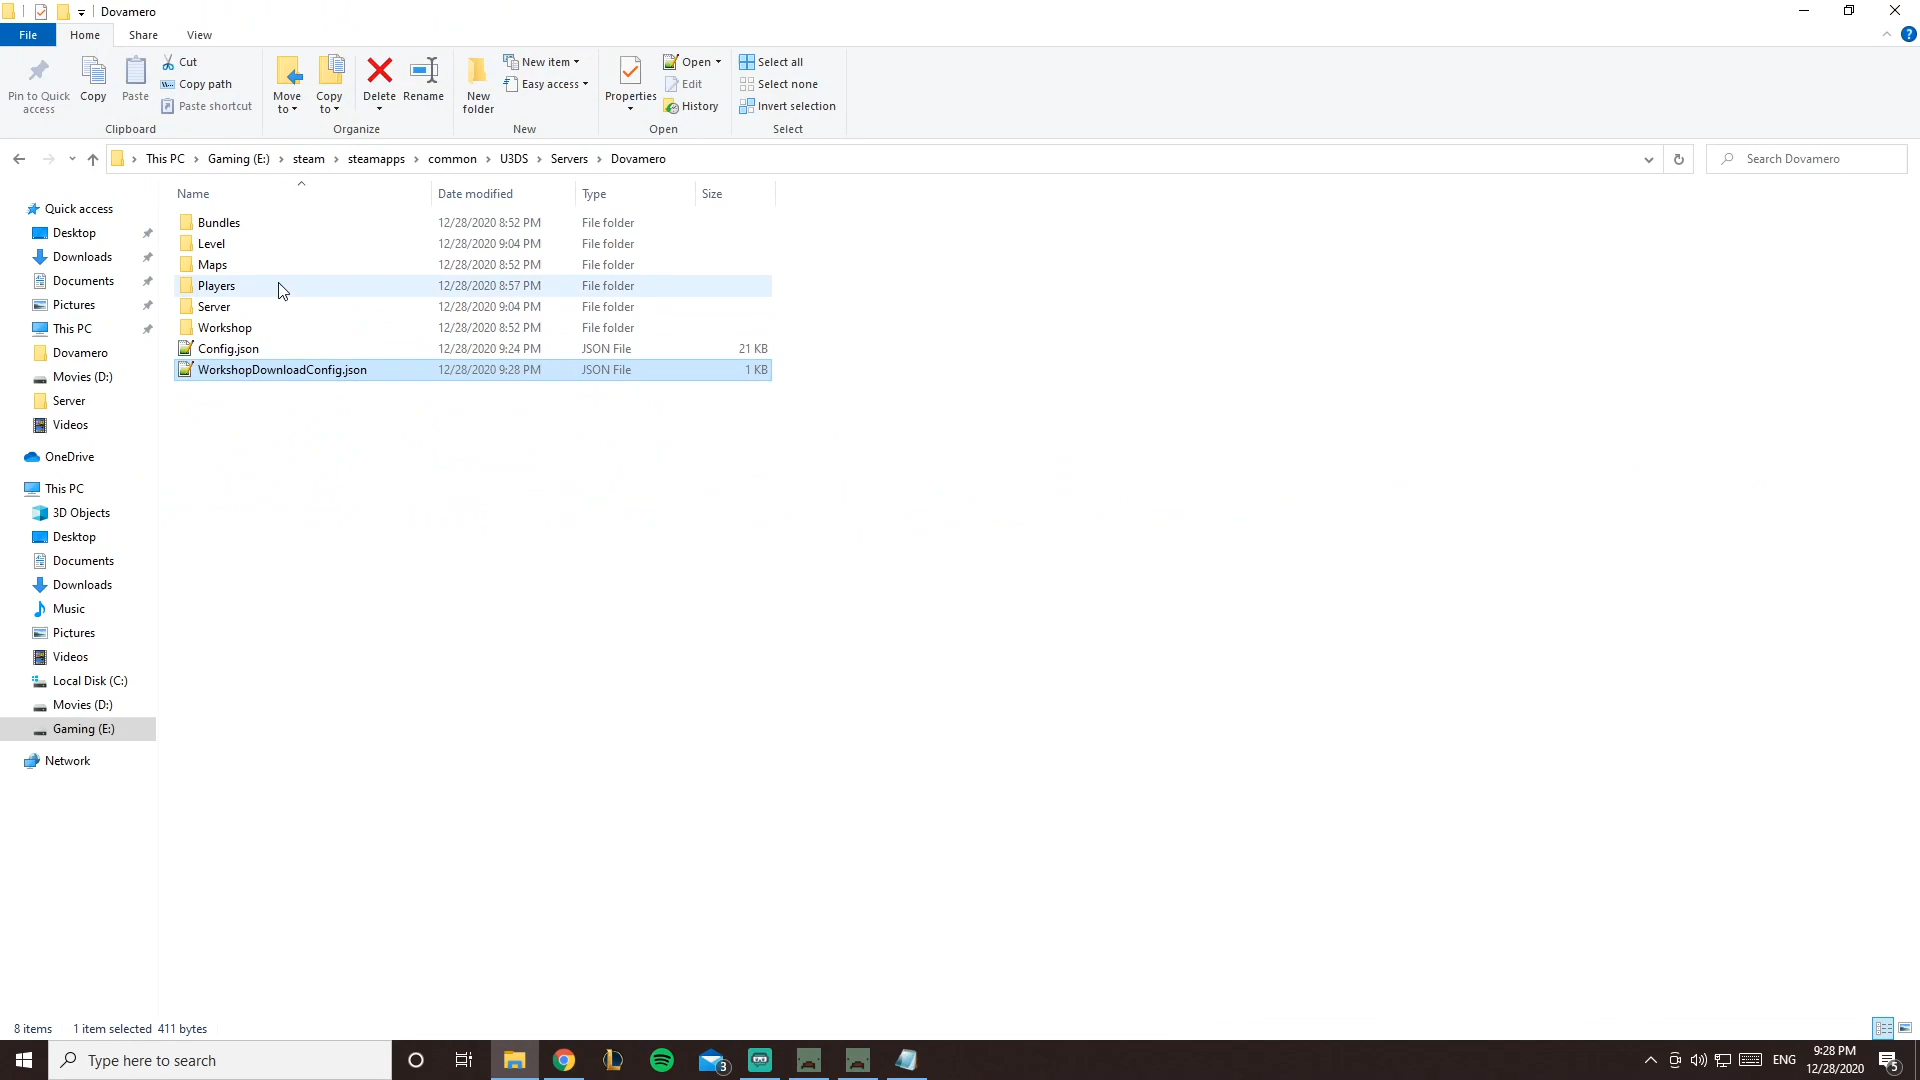 Dovamero
File Home Share View
Pin to Quick access Copy Paste Cut Copy path Paste shortcut
Move to Copy to Delete Rename New folder New item Easy access
Properties Open Edit History Select all Select none Invert selection
Clipboard Organize New Open Select
This PC Gaming (E:) steam steamapps common U3DS Servers Dovamero Search Dovamero
Name Date modified Type Size
Bundles 12/28/2020 8:52 PM File folder
Level 12/28/2020 9:04 PM File folder
Maps 12/28/2020 8:52 PM File folder
Players 12/28/2020 8:57 PM File folder
Server 12/28/2020 9:04 PM File folder
Workshop 12/28/2020 8:52 PM File folder
Config.json 12/28/2020 9:24 PM JSON File 21 KB
WorkshopDownloadConfig.json 12/28/2020 9:28 PM JSON File 1 KB
Quick access
Desktop
Downloads
Documents
Pictures
This PC
Dovamero
Movies (D:)
Server
Videos
OneDrive
This PC
3D Objects
Desktop
Documents
Downloads
Music
Pictures
Videos
Local Disk (C:)
Movies (D:)
Gaming (E:)
Network
8 items 1 item selected 411 bytes
Type here to search
3
ENG
9:28 PM
12/28/2020
5